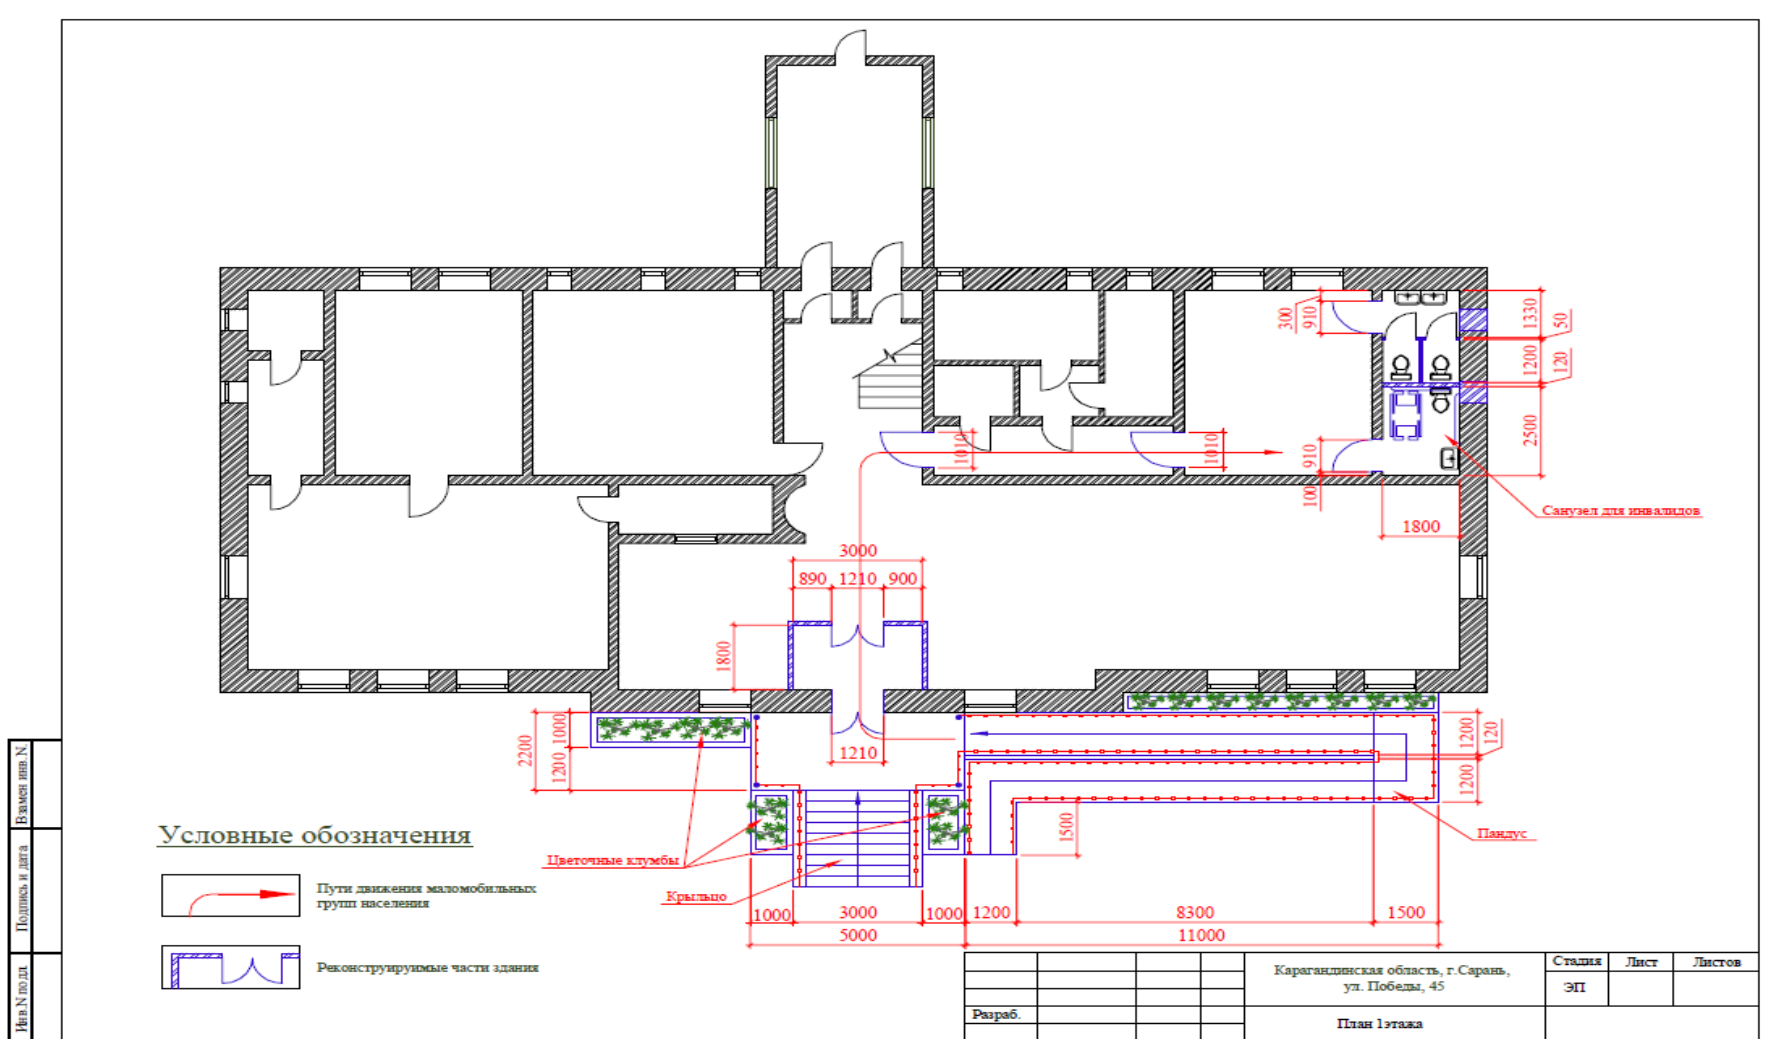 300
910
1330
50
1200
120
2500
1010
1010
910
100
Санузел для инвалидов
1800
3000
890
1210
900
1800
1000
2200
1200
1210
1200
120
1200
1500
Пандус
Цветочные клумбы
Крыльцо
1000
3000
1000
1200
8300
1500
5000
11000
Условные обозначения
Пути движения маломобильных
групп населения
Реконструируимые части здания
Взамен инв.N.
Подпись и дата
Инв.N подл
Карагандинская область, г.Сарань,
ул. Победы, 45
Стадия
Лист
Листов
ЭП
Разраб.
План 1этажа